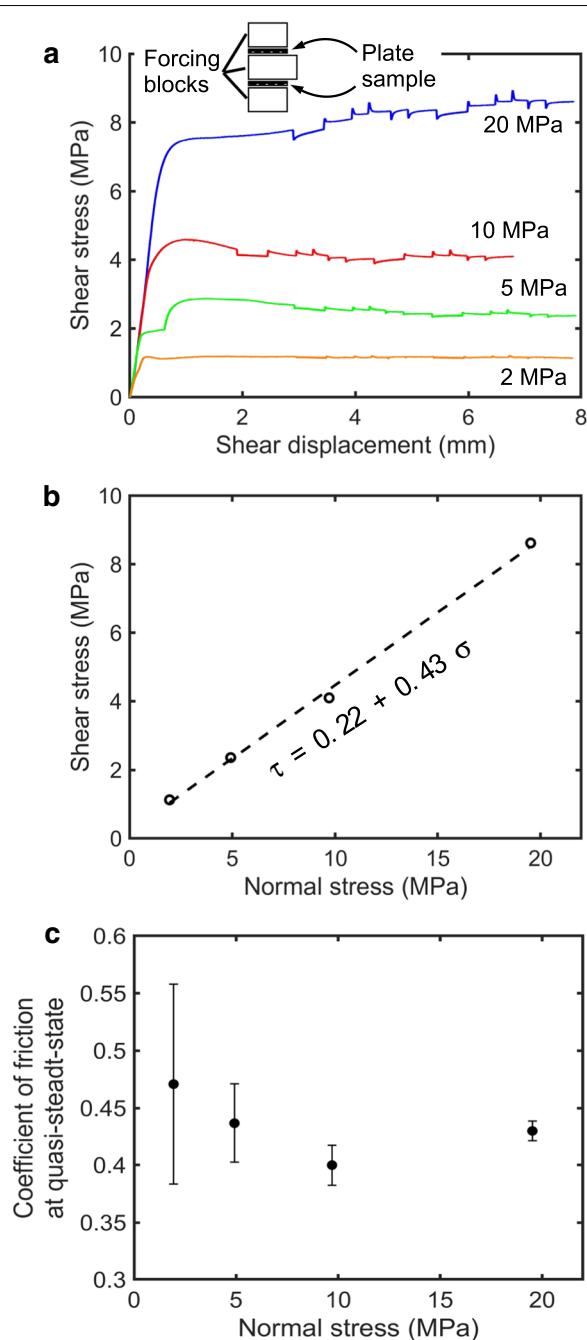 a
Forcing
blocks
Plate
sample
10
8
6
4
2
0
Shear stress (MPa)
20 MPa
10 MPa
5 MPa
2 MPa
0
2
4
6
8
Shear displacement (mm)
b
10
8
6
4
2
0
Shear stress (MPa)
τ = 0.22 + 0.43 σ
0
5
10
15
20
Normal stress (MPa)
c
0.6
0.55
0.5
0.45
0.4
0.35
0.3
Coefficient of friction
at quasi-steadt-state
0
5
10
15
20
Normal stress (MPa)